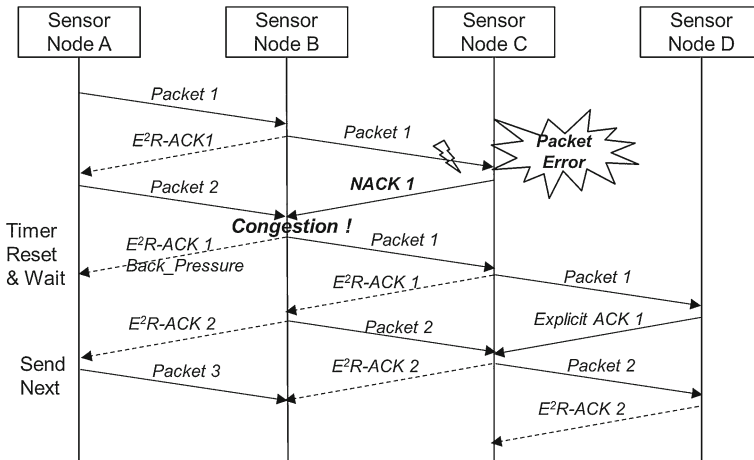 Sensor
Node A
Sensor
Node B
Sensor
Node C
Sensor
Node D
Packet 1
E²R-ACK1
Packet 1
Packet
Error
Packet 2
NACK 1
Congestion !
Timer
Reset
& Wait
E²R-ACK 1
Back_Pressure
Packet 1
E²R-ACK 1
Packet 1
E²R-ACK 2
Packet 2
Explicit ACK 1
Send
Next
Packet 3
E²R-ACK 2
Packet 2
E²R-ACK 2